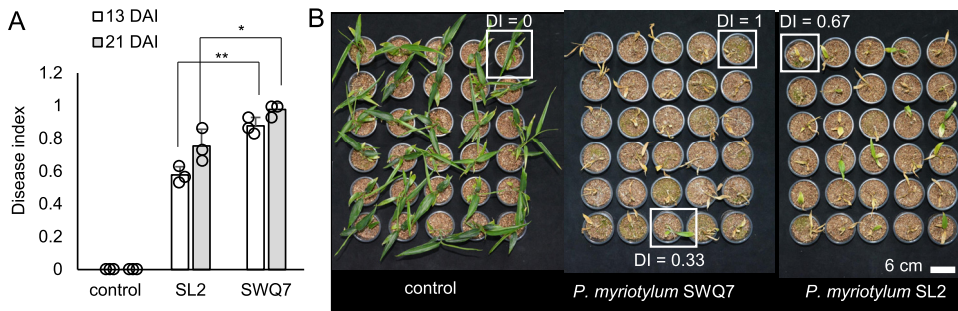 A
13 DAI
21 DAI
*
**
Disease index
1.2
1
0.8
0.6
0.4
0.2
0
control
SL2
SWQ7
B
DI = 0
DI = 1
DI = 0.67
DI = 0.33
6 cm
control
P. myriotylum SWQ7
P. myriotylum SL2